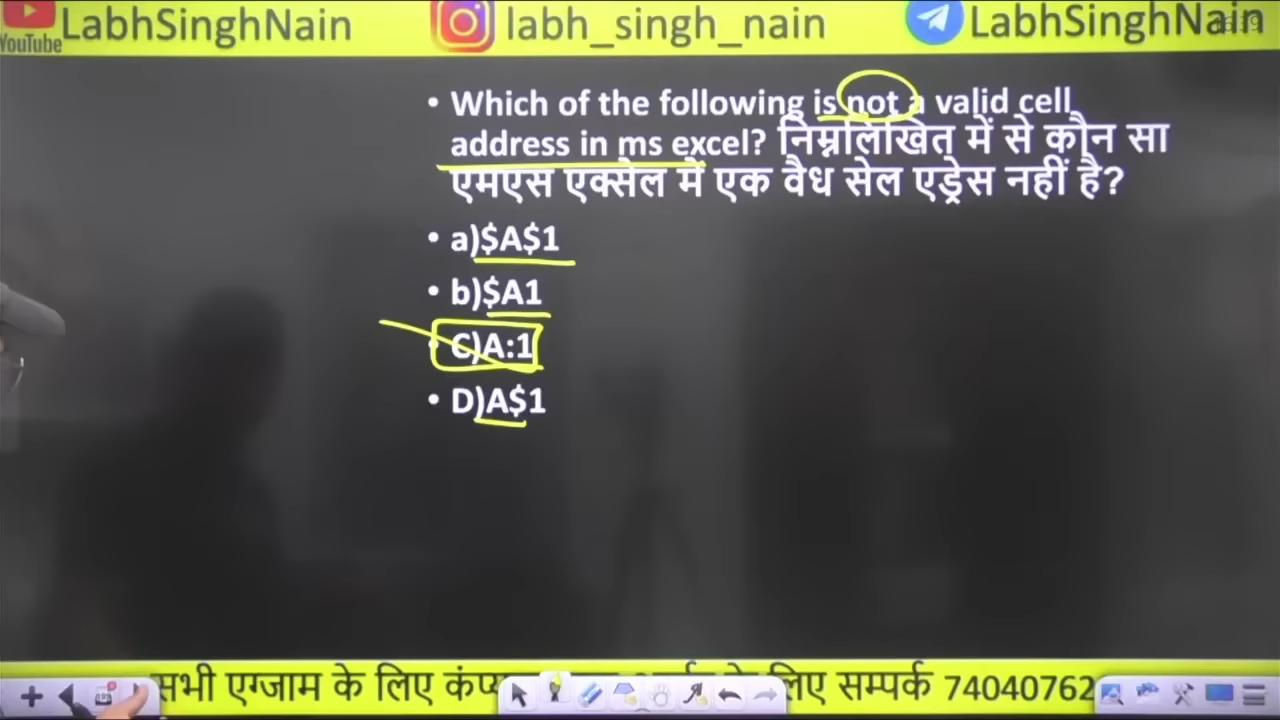 YouTube LabhSinghNain labh_singh_nain LabhSinghNain
• Which of the following is not a valid cell
address in ms excel? निम्नलिखित में से कौन सा
एमएस एक्सेल में एक वैध सेल एड्रेस नहीं है?
• a)$A$1
• b)$A1
• C)A:1
• D)A$1
सभी एग्जाम के लिए लिए सम्पर्क 74040762